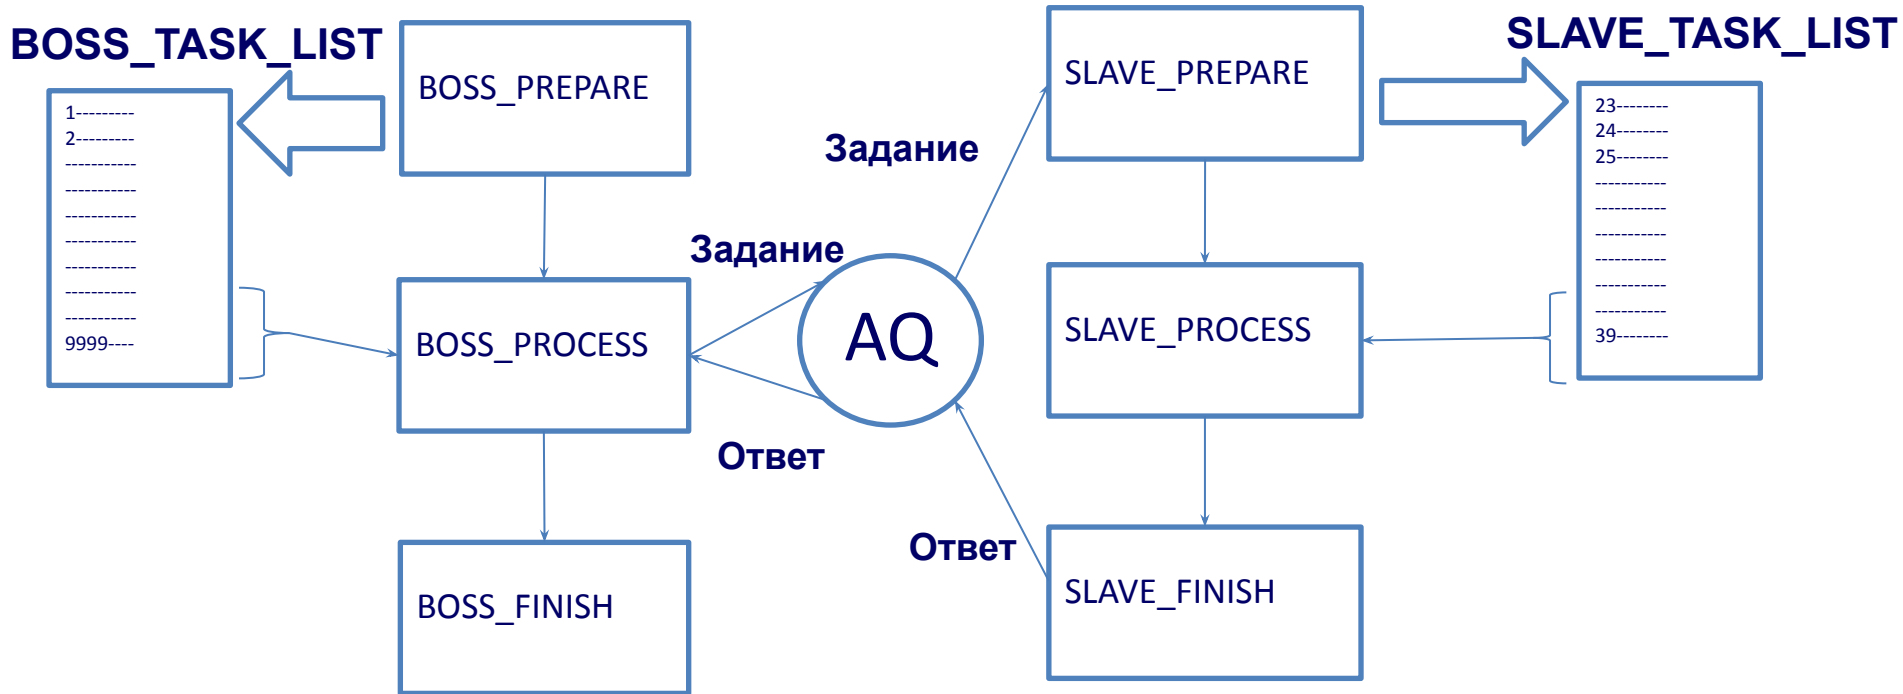 BOSS_TASK_LIST
1---------
2---------
-----------
-----------
-----------
-----------
-----------
-----------
-----------
9999----
BOSS_PREPARE
BOSS_PROCESS
BOSS_FINISH
Задание
Задание
AQ
Ответ
Ответ
SLAVE_PREPARE
SLAVE_PROCESS
SLAVE_FINISH
SLAVE_TASK_LIST
23--------
24--------
25--------
-----------
-----------
-----------
-----------
-----------
-----------
39--------